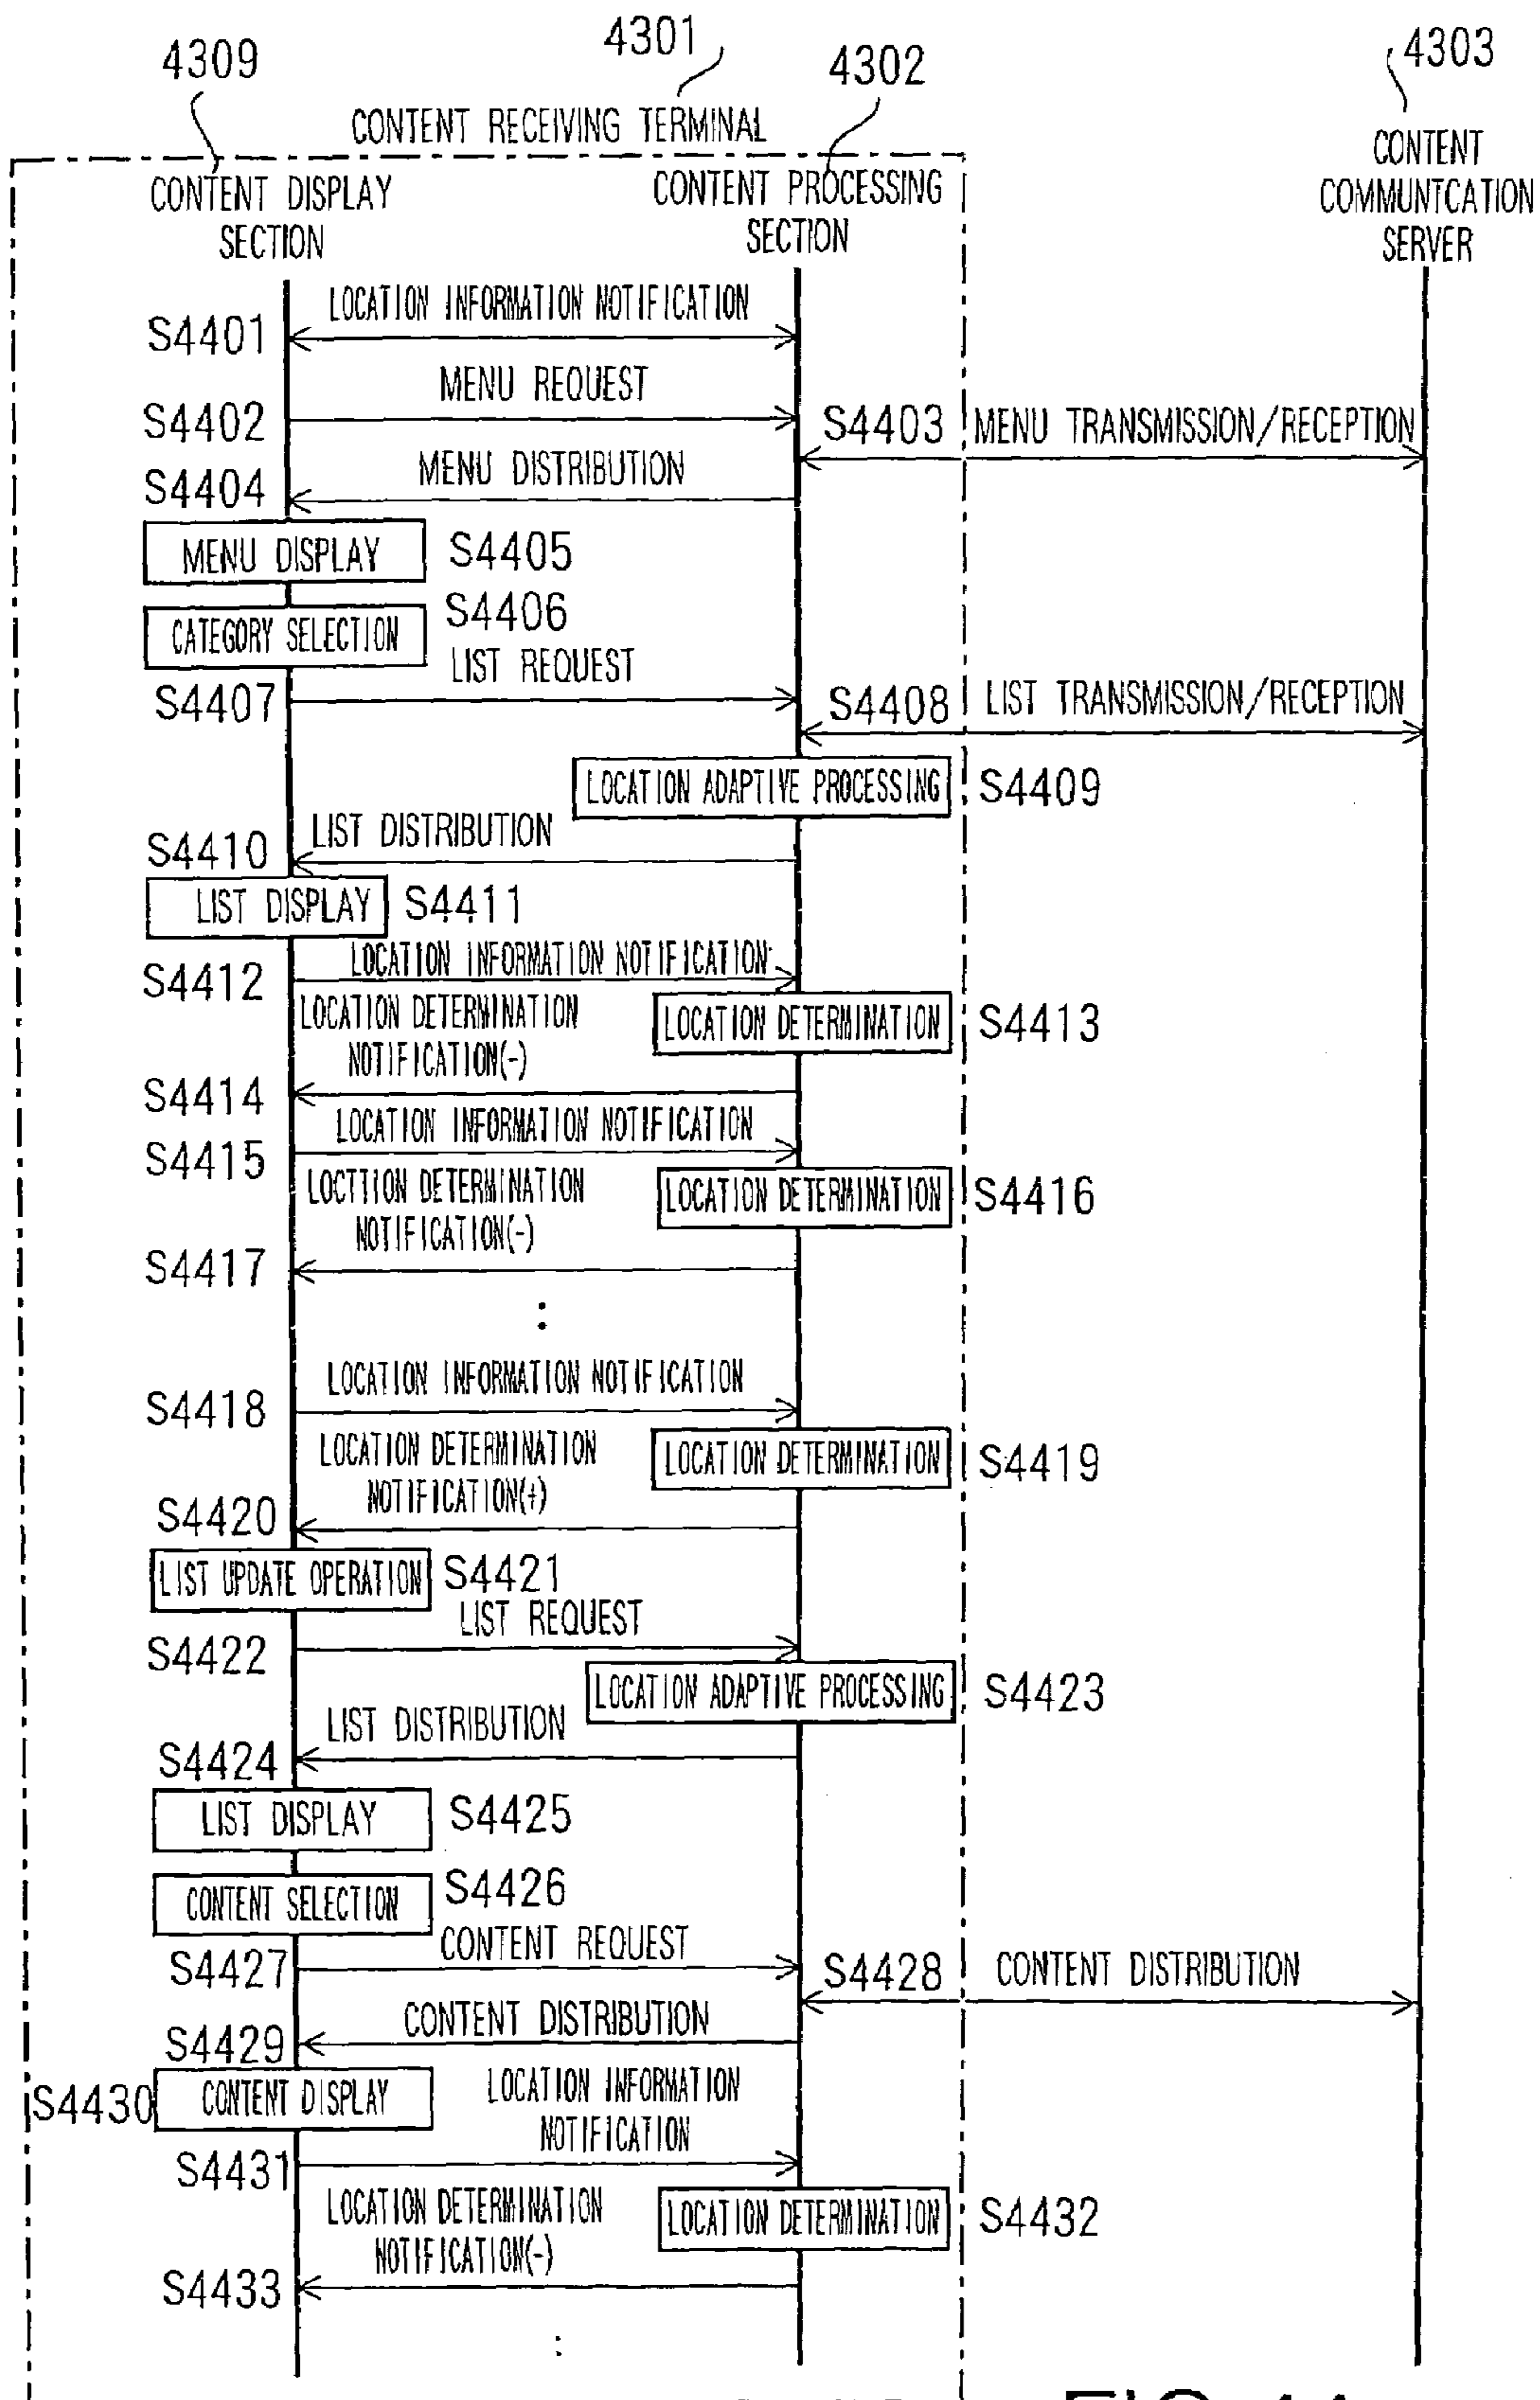 4309
4301
4302
4303
CONTENT RECEIVING TERMINAL
CONTENT DISPLAY
SECTION
CONTENT PROCESSING
SECTION
CONTENT
COMMUNTCATION
SERVER
LOCATION INFORMATION NOTIFICATION
S4401
MENU REQUEST
S4402
S4403 MENU TRANSMISSION/RECEPTION
MENU DISTRIBUTION
S4404
MENU DISPLAY S4405
CATEGORY SELECTION S4406
LIST REQUEST
S4407
S4408 LIST TRANSMISSION/RECEPTION
LOCATION ADAPTIVE PROCESSING S4409
LIST DISTRIBUTION
S4410
LIST DISPLAY S4411
LOCATION INFORMATION NOTIFICATION
S4412
LOCATION DETERMINATION
NOTIFICATION(-)
LOCATION DETERMINATION S4413
S4414
LOCATION INFORMATION NOTIFICATION
S4415
LOCTTION DETERMINATION
NOTIFICATION(-)
LOCATION DETERMINATION S4416
S4417
:
LOCATION INFORMATION NOTIFICATION
S4418
LOCATION DETERMINATION
NOTIFICATION(+)
LOCATION DETERMINATION S4419
S4420
LIST UPDATE OPERATION S4421
LIST REQUEST
S4422
LOCATION ADAPTIVE PROCESSING S4423
LIST DISTRIBUTION
S4424
LIST DISPLAY S4425
CONTENT SELECTION S4426
CONTENT REQUEST
S4427
S4428 CONTENT DISTRIBUTION
CONTENT DISTRIBUTION
S4429
S4430 CONTENT DISPLAY
LOCATION INFORMATION
NOTIFICATION
S4431
LOCATION DETERMINATION
NOTIFICATION(-)
LOCATION DETERMINATION S4432
S4433
: